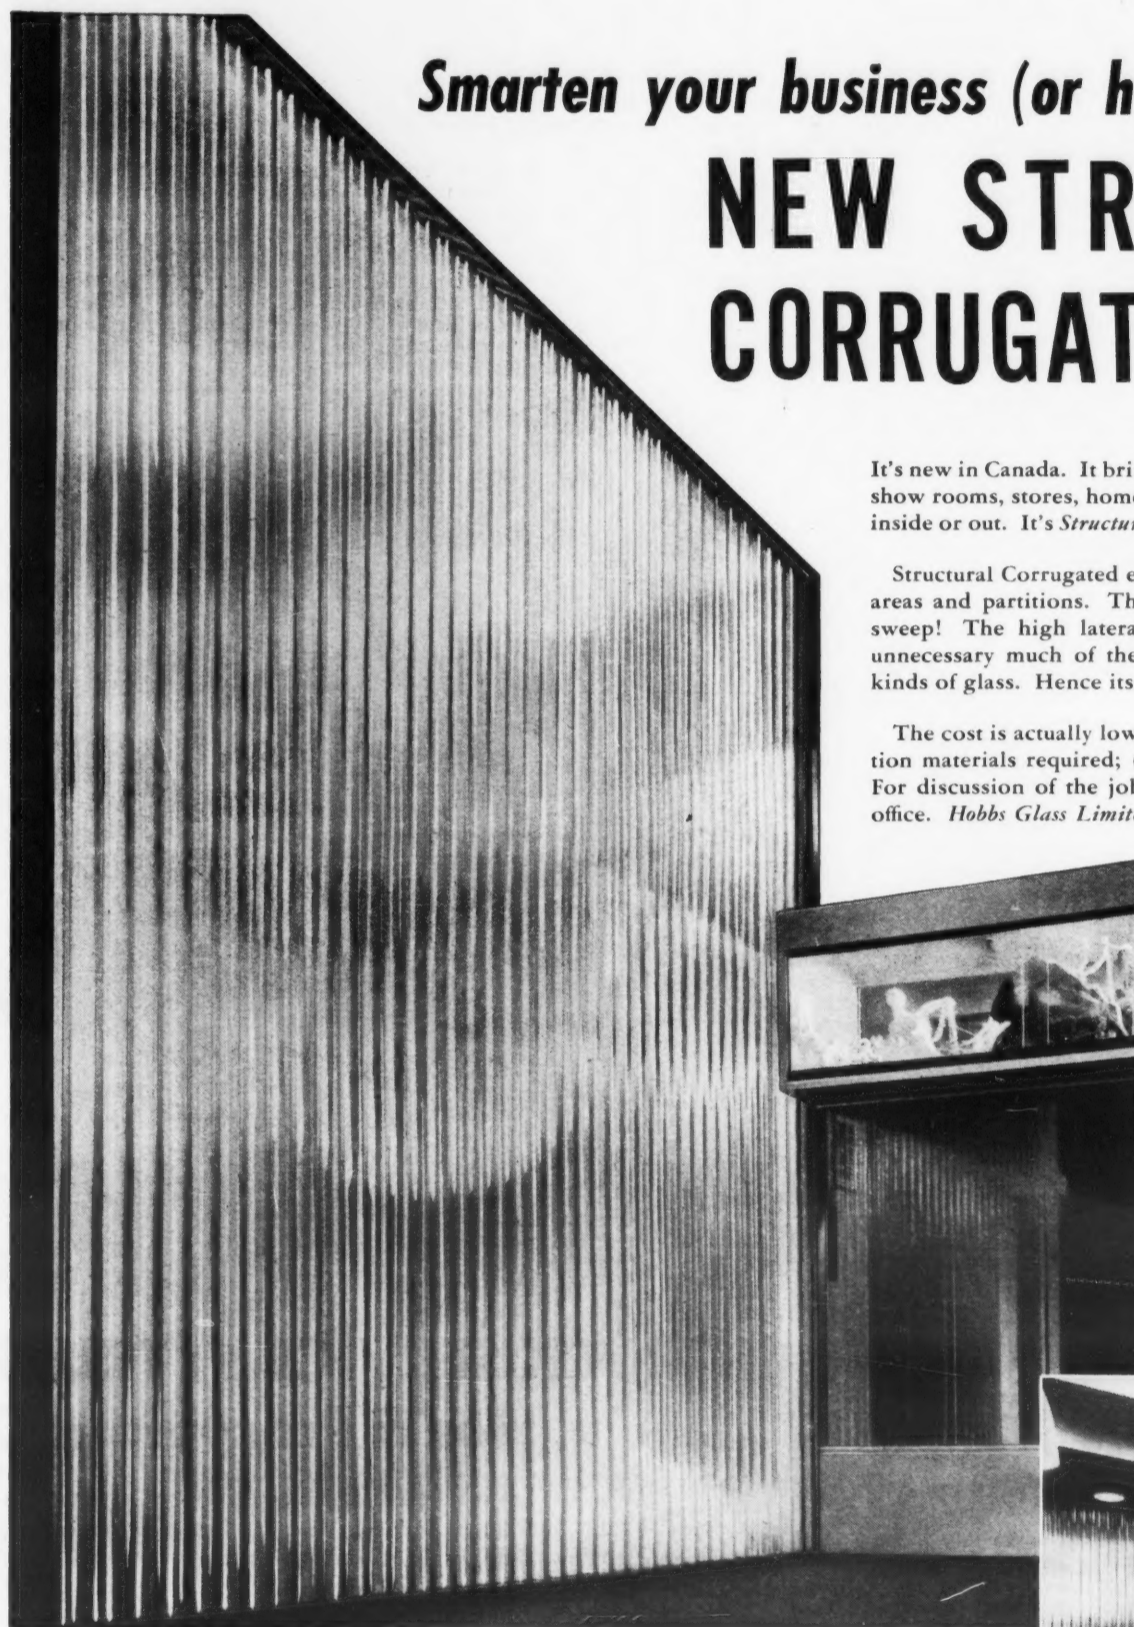 Smarten your business (or h
NEW STR
CORRUGAT
It's new in Canada. It bri
show rooms, stores, hom
inside or out. It's Structu
Structural Corrugated e
areas and partitions. Th
sweep! The high latera
unnecessary much of the
kinds of glass. Hence its
The cost is actually low
tion materials required;
For discussion of the jo
office. Hobbs Glass Limit